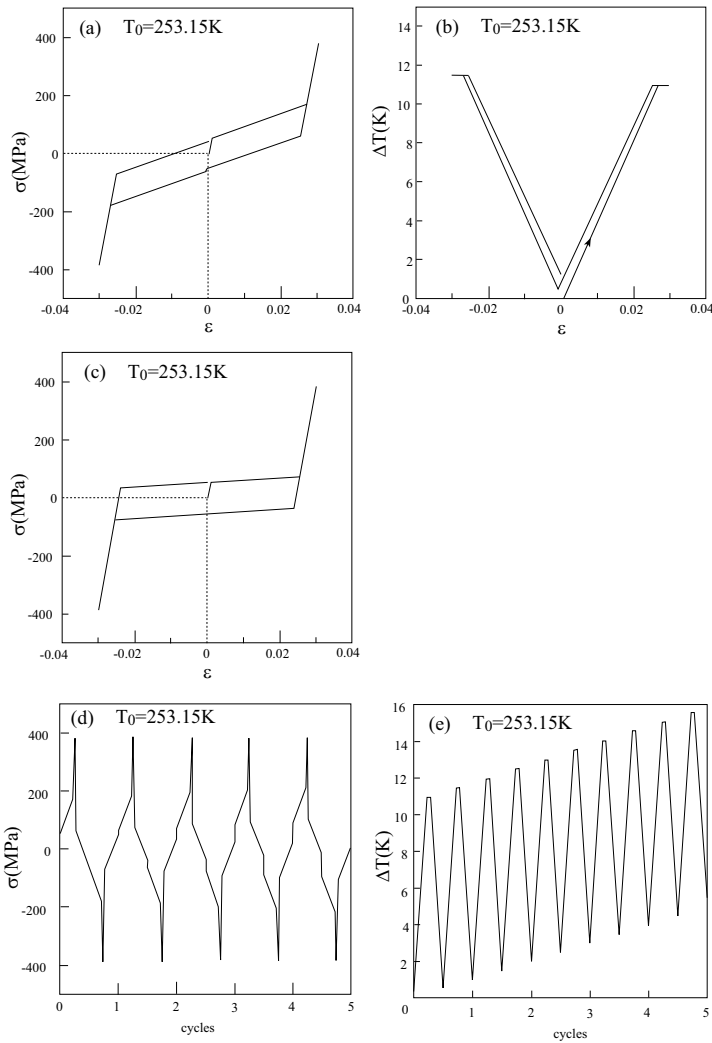 (a) T₀=253.15K
400
200
0
-200
-400
σ(MPa)
-0.04 -0.02 0 0.02 0.04
ε
(b) T₀=253.15K
14
12
10
8
6
4
2
0
ΔT(K)
-0.04 -0.02 0 0.02 0.04
ε
(c) T₀=253.15K
400
200
0
-200
-400
σ(MPa)
-0.04 -0.02 0 0.02 0.04
ε
(d) T₀=253.15K
400
200
0
-200
-400
σ(MPa)
0 1 2 3 4 5
cycles
(e) T₀=253.15K
16
14
12
10
8
6
4
2
0
ΔT(K)
1 2 3 4 5
cycles